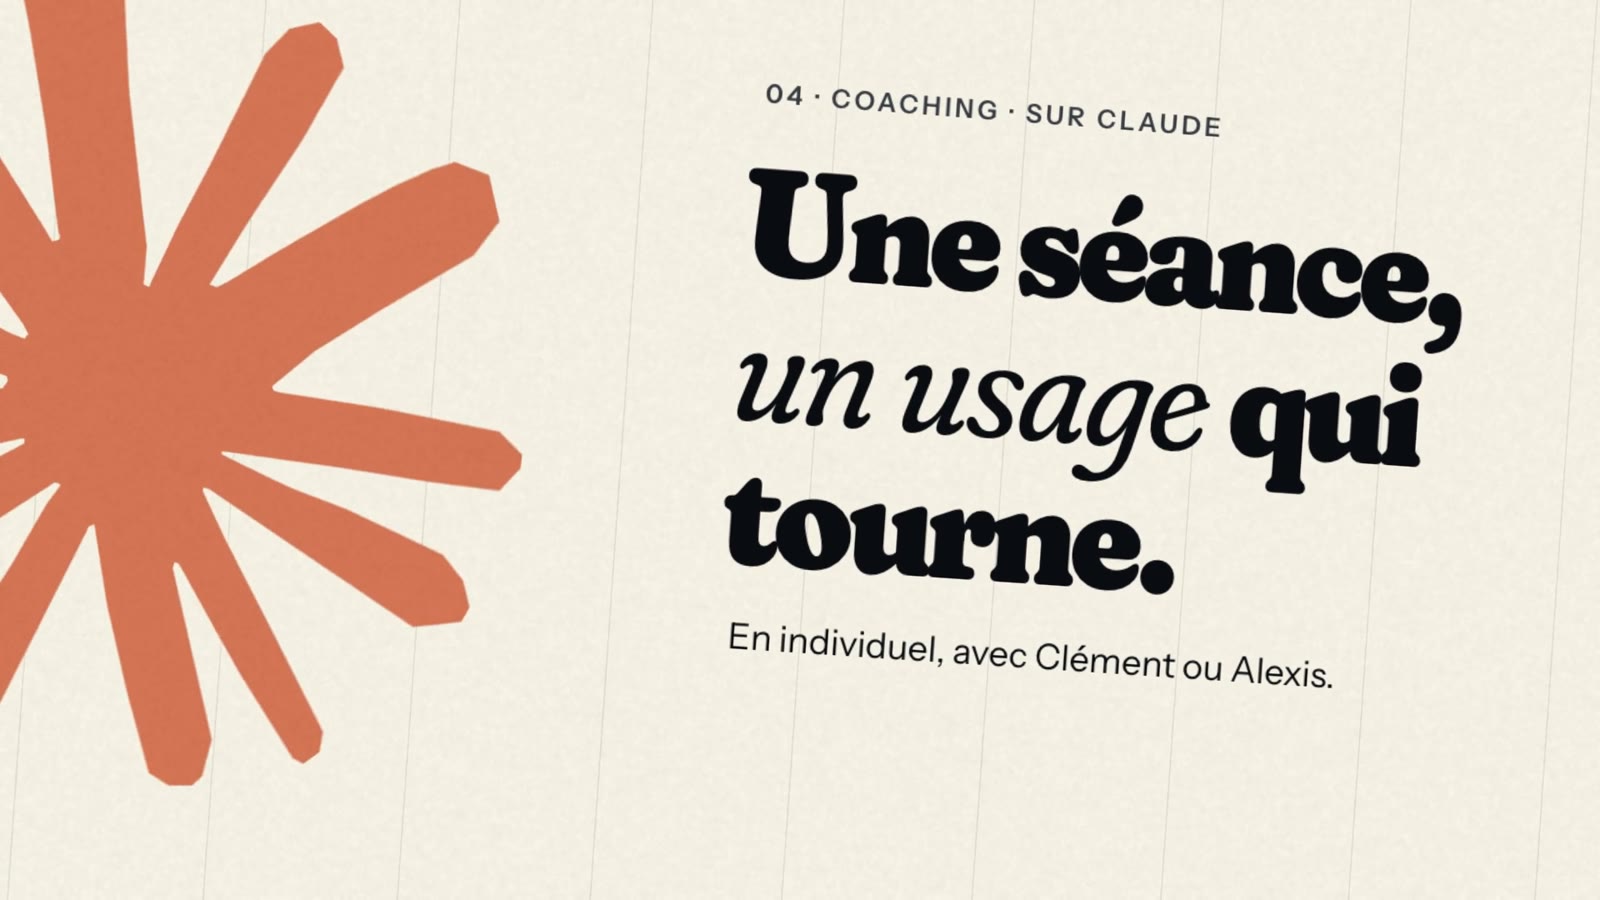 04 · COACHING · SUR CLAUDE
Une séance,
un usage qui
tourne.
En individuel, avec Clément ou Alexis.